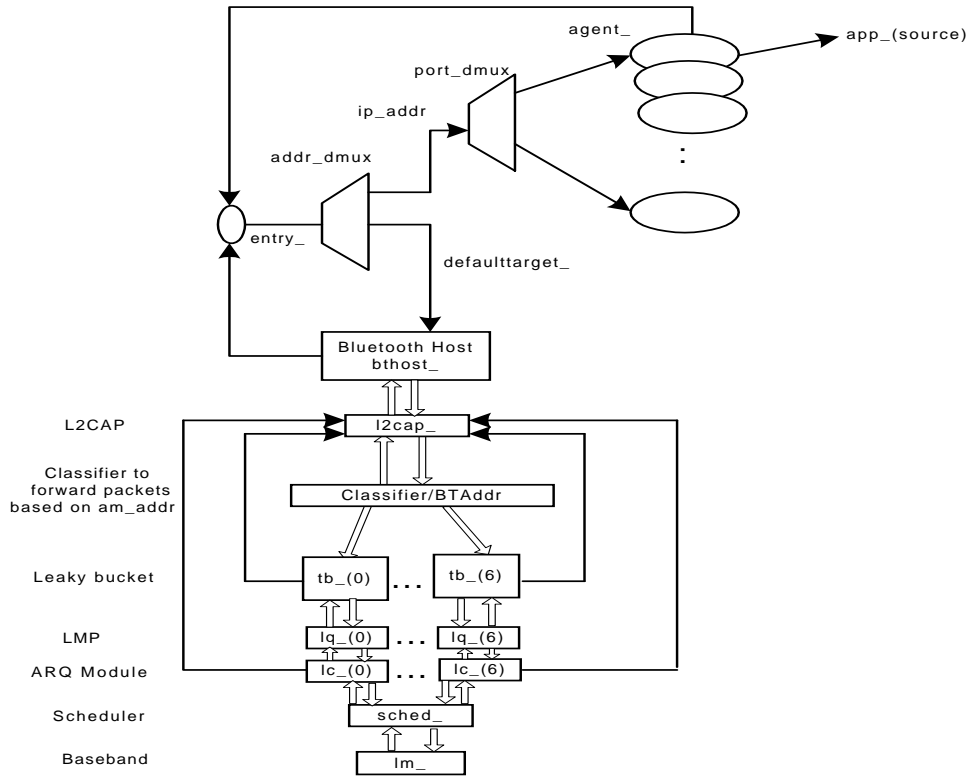 agent_
app_(source)
port_dmux
ip_addr
addr_dmux
entry_
defaulttarget_
Bluetooth Host
bthost_
L2CAP
l2cap_
Classifier to
forward packets
based on am_addr
Classifier/BTAddr
Leaky bucket
tb_(0)
...
tb_(6)
LMP
lq_(0)
...
lq_(6)
ARQ Module
lc_(0)
...
lc_(6)
Scheduler
sched_
Baseband
lm_